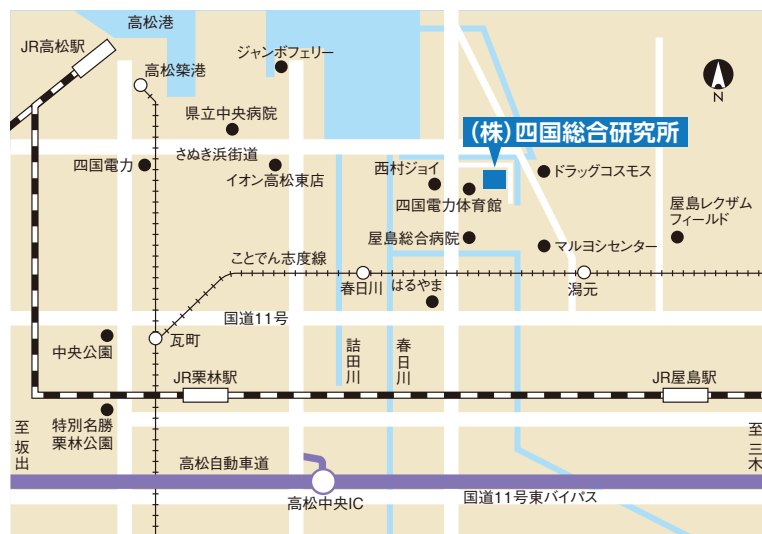 高松港
JR高松駅
ジャンボフェリー
高松築港
N
県立中央病院
(株)四国総合研究所
さぬき浜街道
四国電力
イオン高松東店
西村ジョイ
ドラッグコスモス
四国電力体育館
屋島レクザム
フィールド
屋島総合病院
マルヨシセンター
ことでん志度線
春日川
はるやま
潟元
国道11号
瓦町
中央公園
詰田川
春日川
JR栗林駅
JR屋島駅
特別名勝
栗林公園
至坂出
至三木
高松自動車道
高松中央IC
国道11号東バイパス